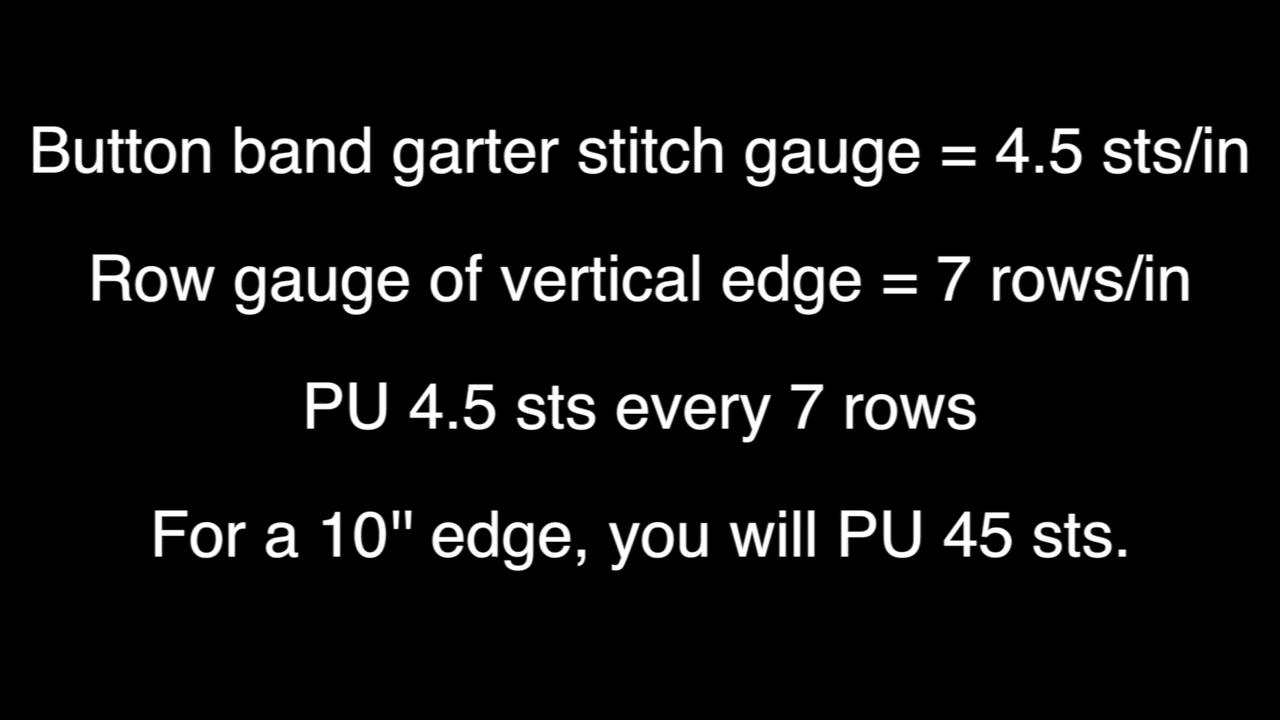 Button band garter stitch gauge = 4.5 sts/in
Row gauge of vertical edge = 7 rows/in
PU 4.5 sts every 7 rows
For a 10" edge, you will PU 45 sts.